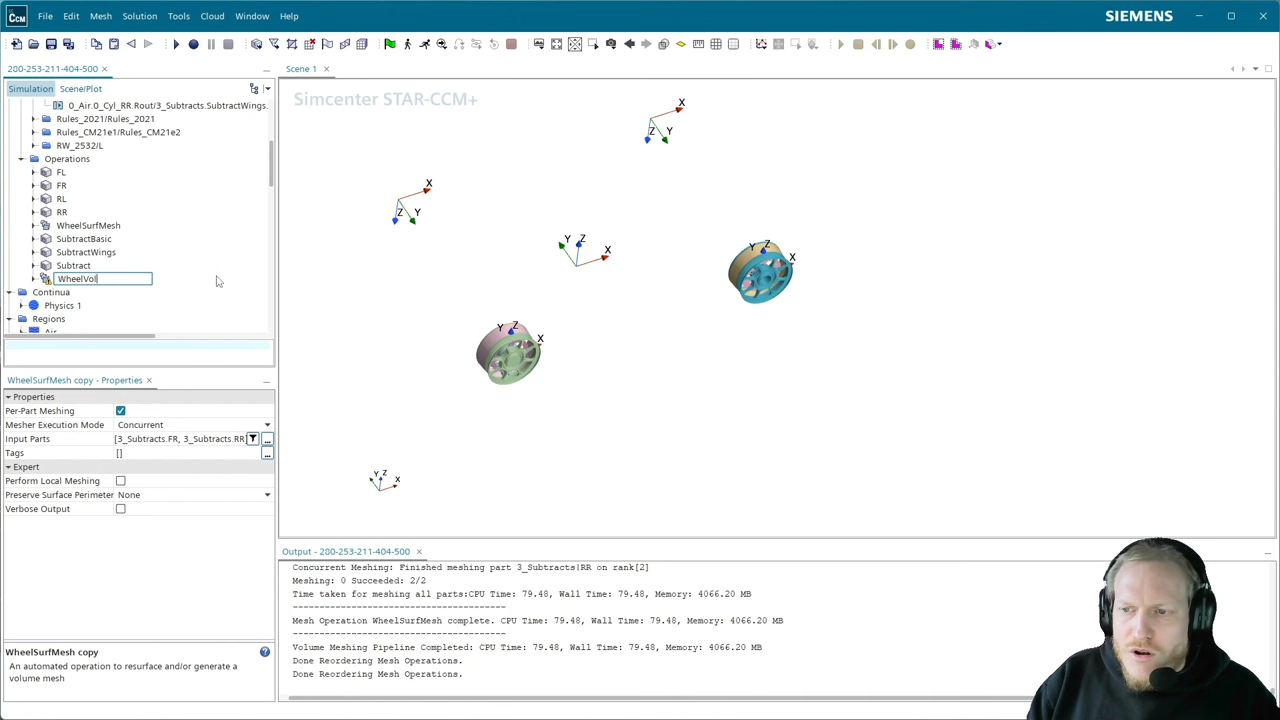 CCM File Edit Mesh Solution Tools Cloud Window Help SIEMENS
280-253-211-404-500 × Scene 1 ×
Simulation Scene/Plot
Simcenter STAR-CCM+
0_Air.0_Cyl_RR.Rout/3_Subtracts.SubtractWings.
Rules_2021/Rules_2021
Rules_CM21e1/Rules_CM21e2
RW_2532/L
Operations
FL
FR
RL
RR
WheelSurfMesh
SubtractBasic
SubtractWings
Subtract
WheelVol
Continua
Physics 1
Regions
Air
X
Z Y
X
Z Y
Y Z X
Y Z X
Y Z X
Y Z X
WheelSurfMesh copy - Properties ×
Properties
Per-Part Meshing
Mesher Execution Mode Concurrent
Input Parts [3_Subtracts.FR, 3_Subtracts.RR] ...
Tags [] ...
Expert
Perform Local Meshing
Preserve Surface Perimeter None
Verbose Output
WheelSurfMesh copy
An automated operation to resurface and/or generate a
volume mesh
Output - 280-253-211-404-500 ×
Concurrent Meshing: Finished meshing part 3_Subtracts|RR on rank[2]
Meshing: 0 Succeeded: 2/2
Time taken for meshing all parts:CPU Time: 79.48, Wall Time: 79.48, Memory: 4066.20 MB
----------------------------------------
Mesh Operation WheelSurfMesh complete. CPU Time: 79.48, Wall Time: 79.48, Memory: 4066.20 MB
----------------------------------------
Volume Meshing Pipeline Completed: CPU Time: 79.48, Wall Time: 79.48, Memory: 4066.20 MB
Done Reordering Mesh Operations.
Done Reordering Mesh Operations.